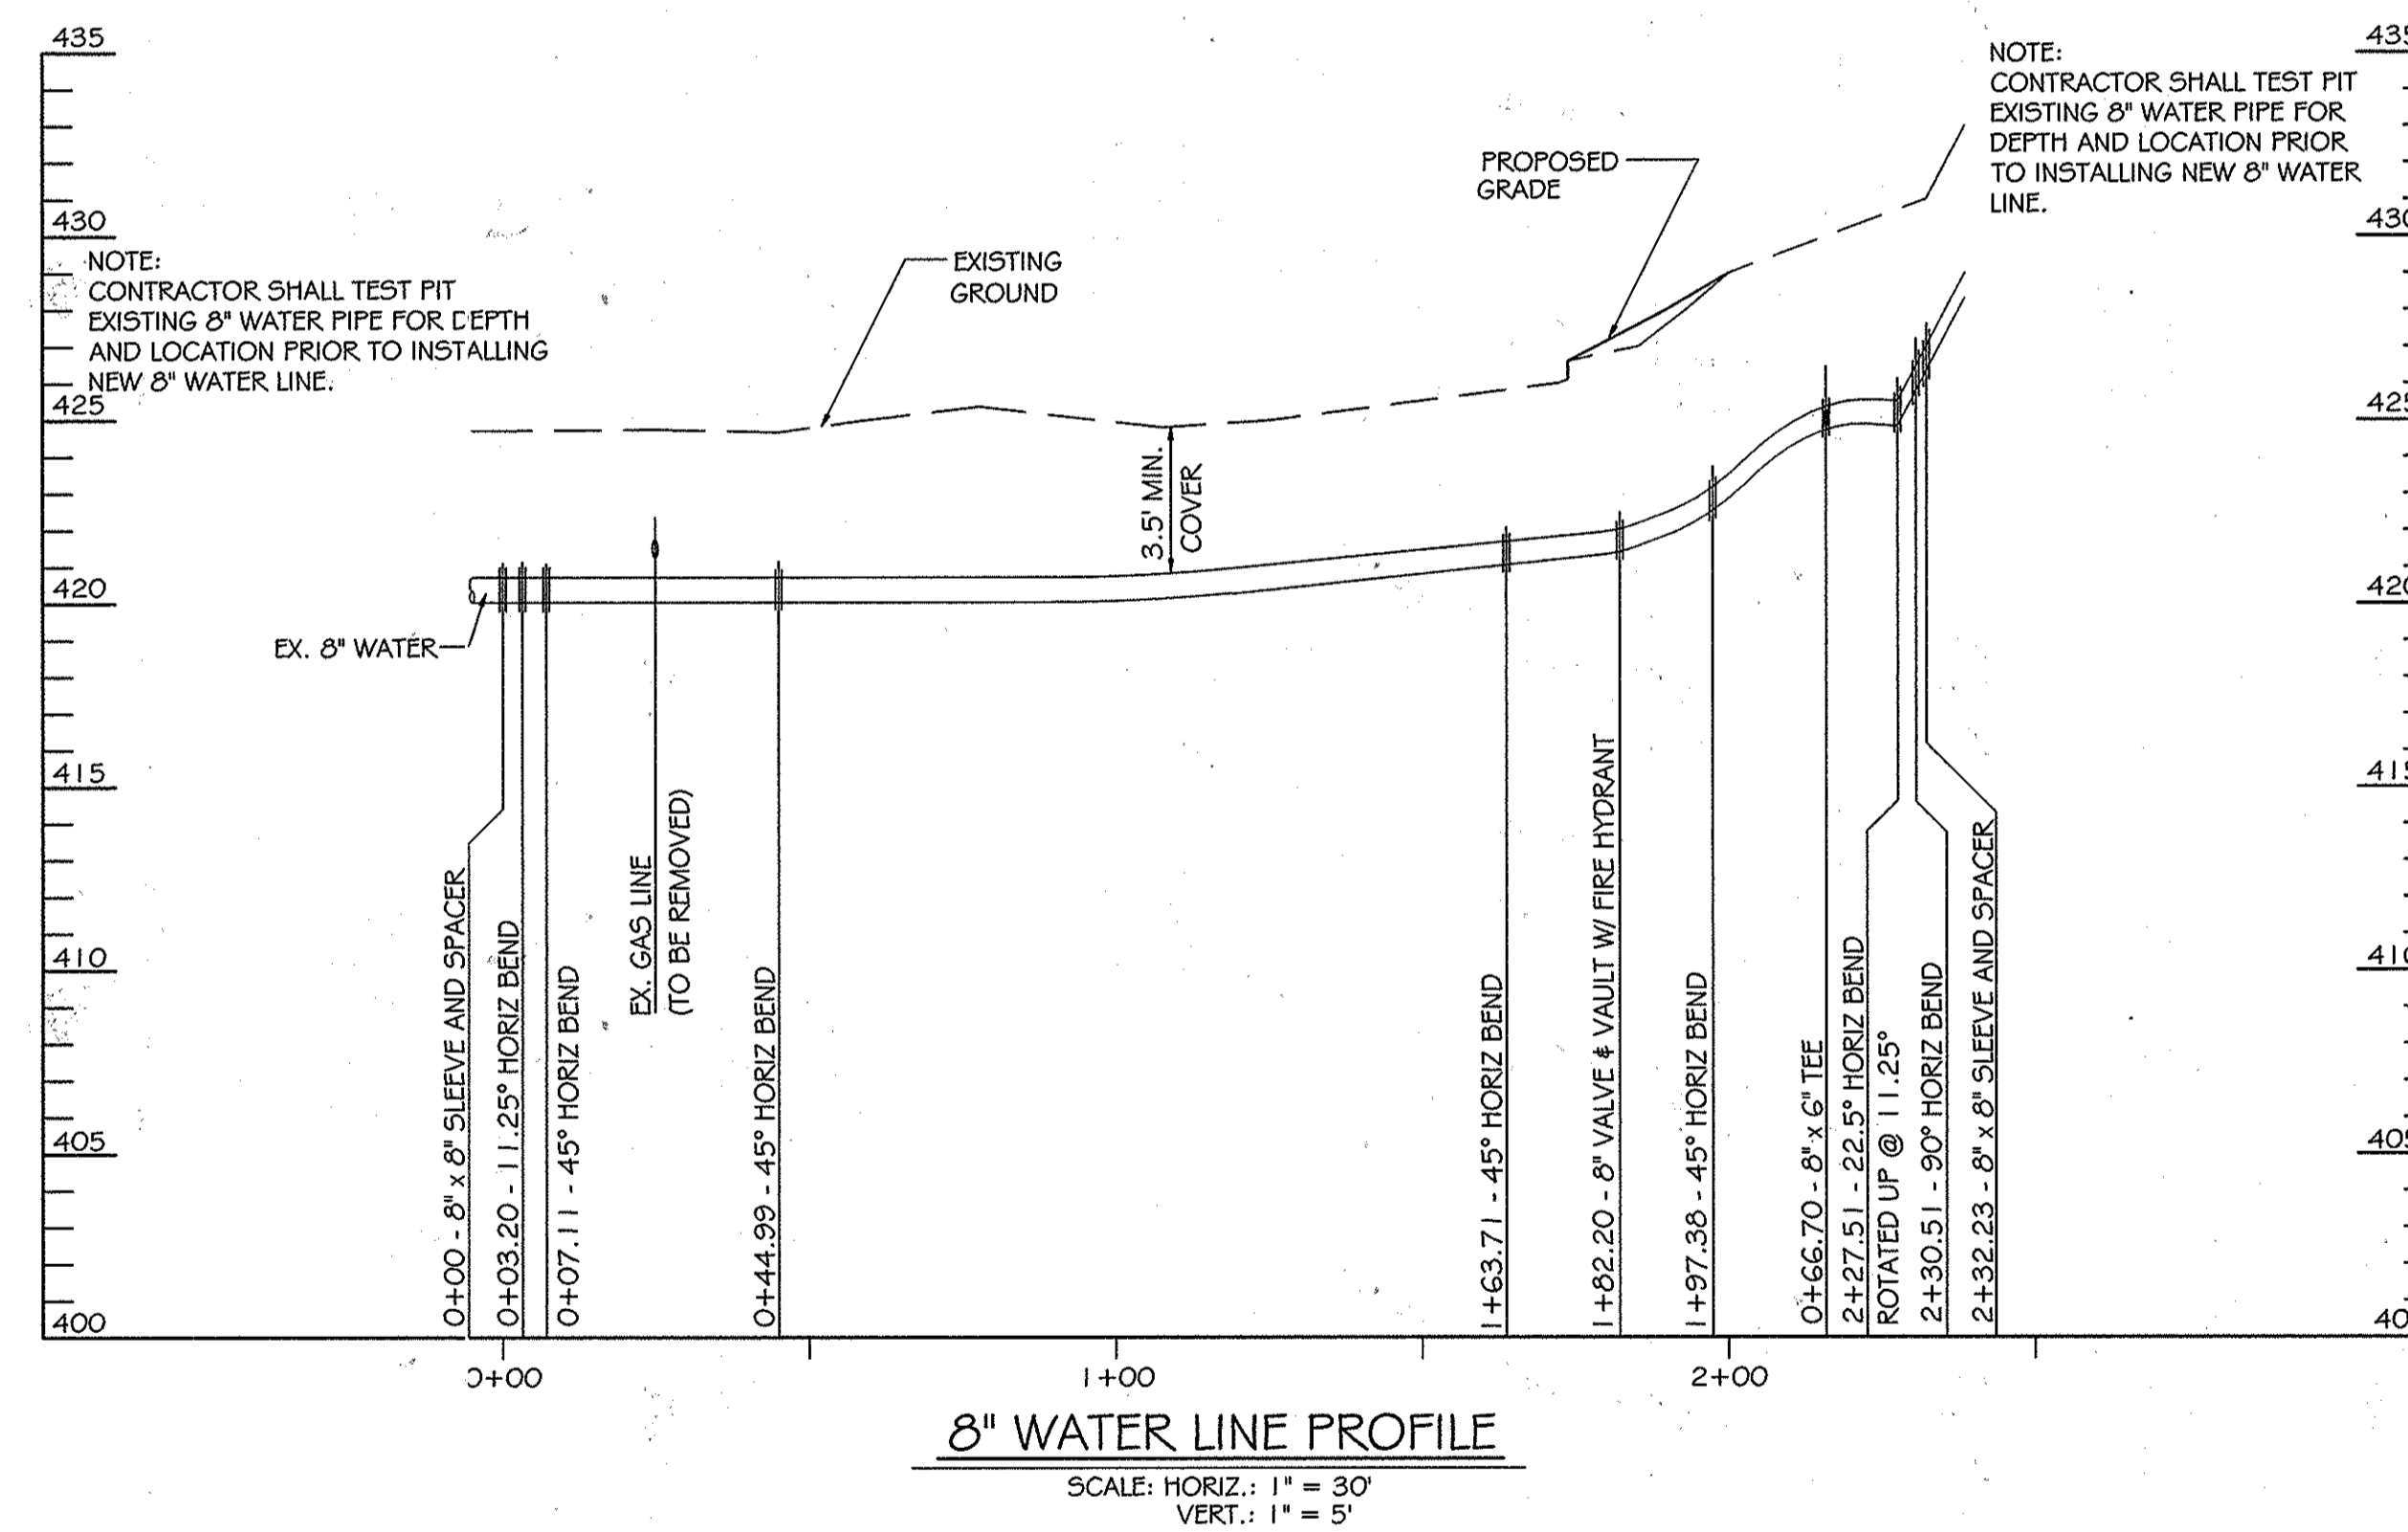 435
430
425
420
415
410
405
400
NOTE:
CONTRACTOR SHALL TEST PIT
EXISTING 8" WATER PIPE FOR DEPTH
AND LOCATION PRIOR TO INSTALLING
NEW 8" WATER LINE.
EXISTING
GROUND
PROPOSED
GRADE
NOTE:
CONTRACTOR SHALL TEST PIT
EXISTING 8" WATER PIPE FOR
DEPTH AND LOCATION PRIOR
TO INSTALLING NEW 8" WATER
LINE.
3.5' MIN.
COVER
EX. 8" WATER
0+00 - 8" x 8" SLEEVE AND SPACER
0+03.20 - 11.25° HORIZ BEND
0+07.11 - 45° HORIZ BEND
EX. GAS LINE
(TO BE REMOVED)
0+44.99 - 45° HORIZ BEND
1+63.71 - 45° HORIZ BEND
1+82.20 - 8" VALVE & VAULT W/ FIRE HYDRANT
1+97.38 - 45° HORIZ BEND
0+66.70 - 8" x 6" TEE
2+27.51 - 22.5° HORIZ BEND
ROTATED UP @ 11.25°
2+30.51 - 90° HORIZ BEND
2+32.23 - 8" x 8" SLEEVE AND SPACER
435
430
425
420
415
410
405
40
0+00
1+00
2+00
8" WATER LINE PROFILE
SCALE: HORIZ.: 1" = 30'
VERT.: 1" = 5'